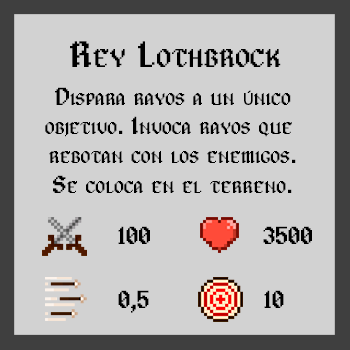 Rey Lothbrock
Dispara rayos a un único
objetivo. Invoca rayos que
rebotan con los enemigos.
Se coloca en el terreno.
100 3500
0,5 10